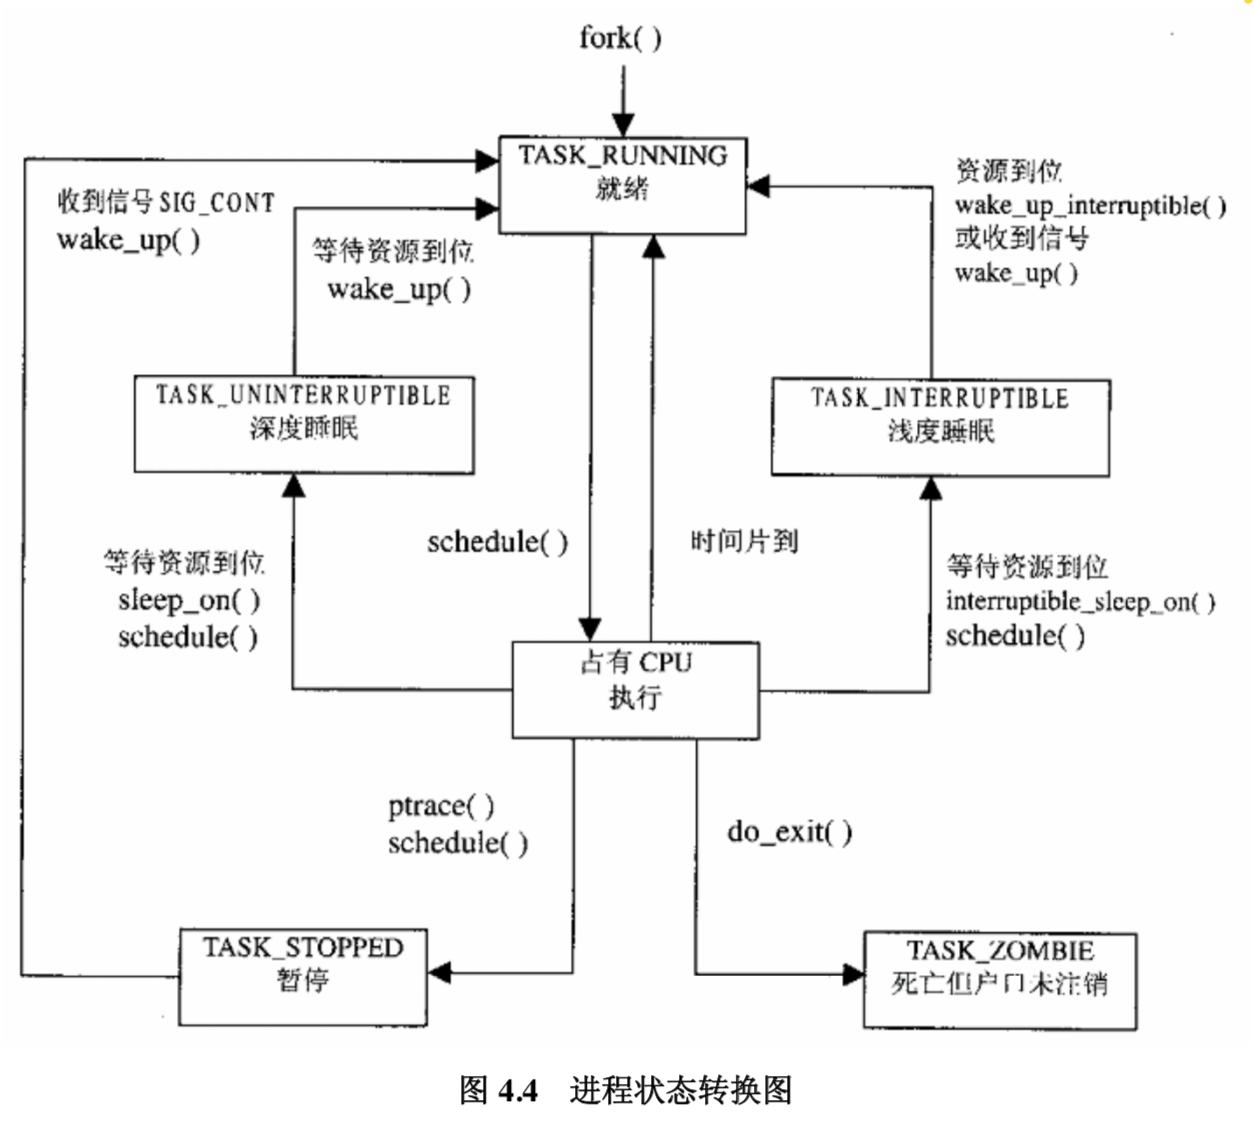 fork( )
TASK_RUNNING
就绪
收到信号 SIG_CONT
wake_up( )
等待资源到位
wake_up( )
资源到位
wake_up_interruptible( )
或收到信号
wake_up( )
TASK_UNINTERRUPTIBLE
深度睡眠
TASK_INTERRUPTIBLE
浅度睡眠
schedule( )
时间片到
等待资源到位
sleep_on( )
schedule( )
等待资源到位
interruptible_sleep_on( )
schedule( )
占有 CPU
执行
ptrace( )
schedule( )
do_exit( )
TASK_STOPPED
暂停
TASK_ZOMBIE
死亡但户口未注销
图 4.4 进程状态转换图